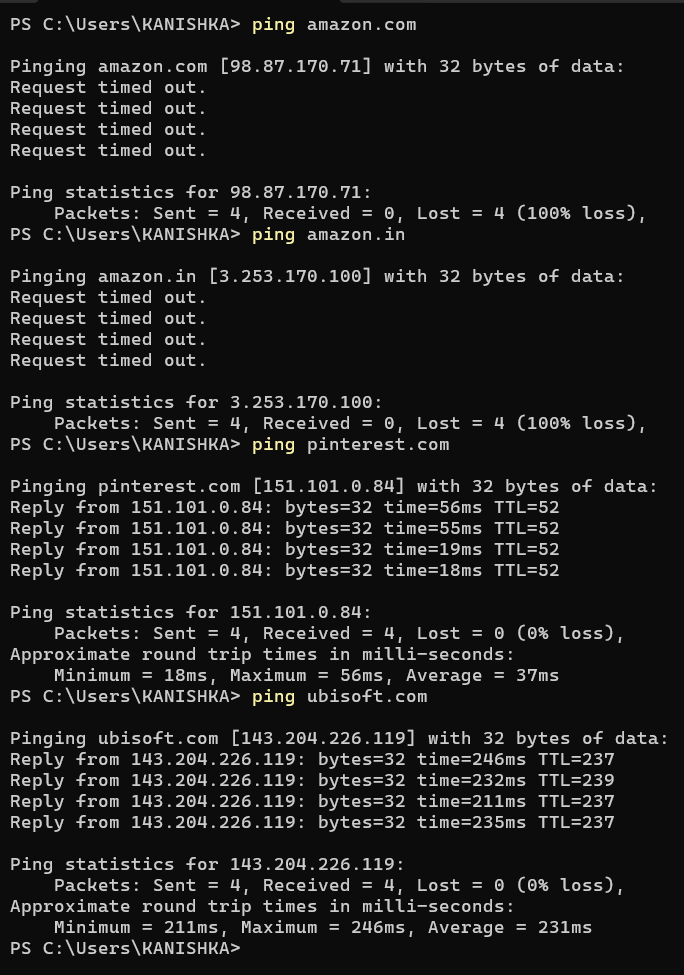 PS C:\Users\KANISHKA> ping amazon.com
Pinging amazon.com [98.87.170.71] with 32 bytes of data:
Request timed out.
Request timed out.
Request timed out.
Request timed out.
Ping statistics for 98.87.170.71:
    Packets: Sent = 4, Received = 0, Lost = 4 (100% loss),
PS C:\Users\KANISHKA> ping amazon.in
Pinging amazon.in [3.253.170.100] with 32 bytes of data:
Request timed out.
Request timed out.
Request timed out.
Request timed out.
Ping statistics for 3.253.170.100:
    Packets: Sent = 4, Received = 0, Lost = 4 (100% loss),
PS C:\Users\KANISHKA> ping pinterest.com
Pinging pinterest.com [151.101.0.84] with 32 bytes of data:
Reply from 151.101.0.84: bytes=32 time=56ms TTL=52
Reply from 151.101.0.84: bytes=32 time=55ms TTL=52
Reply from 151.101.0.84: bytes=32 time=19ms TTL=52
Reply from 151.101.0.84: bytes=32 time=18ms TTL=52
Ping statistics for 151.101.0.84:
    Packets: Sent = 4, Received = 4, Lost = 0 (0% loss),
Approximate round trip times in milli-seconds:
    Minimum = 18ms, Maximum = 56ms, Average = 37ms
PS C:\Users\KANISHKA> ping ubisoft.com
Pinging ubisoft.com [143.204.226.119] with 32 bytes of data:
Reply from 143.204.226.119: bytes=32 time=246ms TTL=237
Reply from 143.204.226.119: bytes=32 time=232ms TTL=239
Reply from 143.204.226.119: bytes=32 time=211ms TTL=237
Reply from 143.204.226.119: bytes=32 time=235ms TTL=237
Ping statistics for 143.204.226.119:
    Packets: Sent = 4, Received = 4, Lost = 0 (0% loss),
Approximate round trip times in milli-seconds:
    Minimum = 211ms, Maximum = 246ms, Average = 231ms
PS C:\Users\KANISHKA>